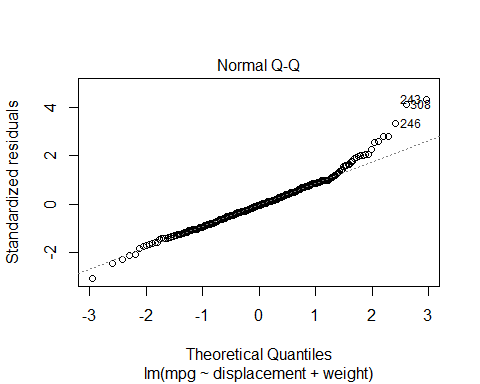 Normal Q-Q
Standardized residuals
4
2
0
-2
243
308
246
-3 -2 -1 0 1 2 3
Theoretical Quantiles
lm(mpg ~ displacement + weight)